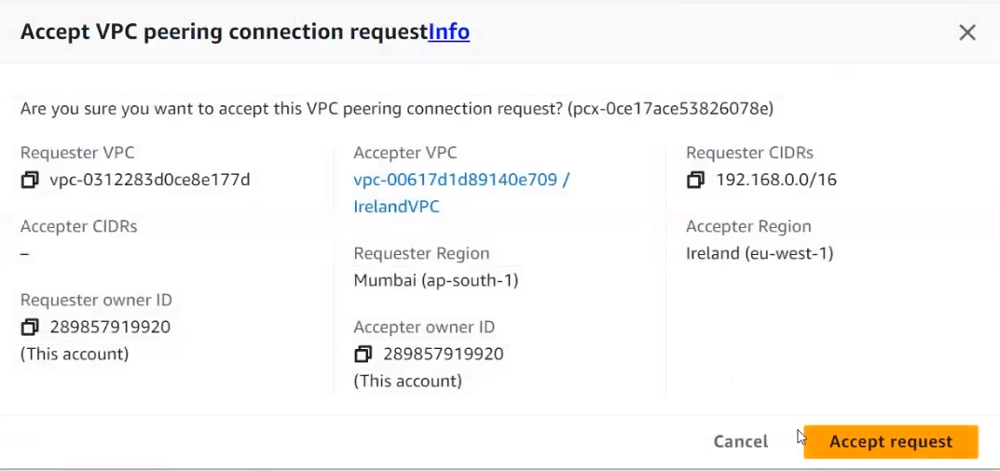 Accept VPC peering connection requestInfo
Are you sure you want to accept this VPC peering connection request? (pcx-0ce17ace53826078e)
Requester VPC
vpc-0312283d0ce8e177d
Accepter CIDRs
–
Requester owner ID
289857919920
(This account)
Accepter VPC
vpc-00617d1d89140e709 /
IrelandVPC
Requester Region
Mumbai (ap-south-1)
Accepter owner ID
289857919920
(This account)
Requester CIDRs
192.168.0.0/16
Accepter Region
Ireland (eu-west-1)
Cancel
Accept request